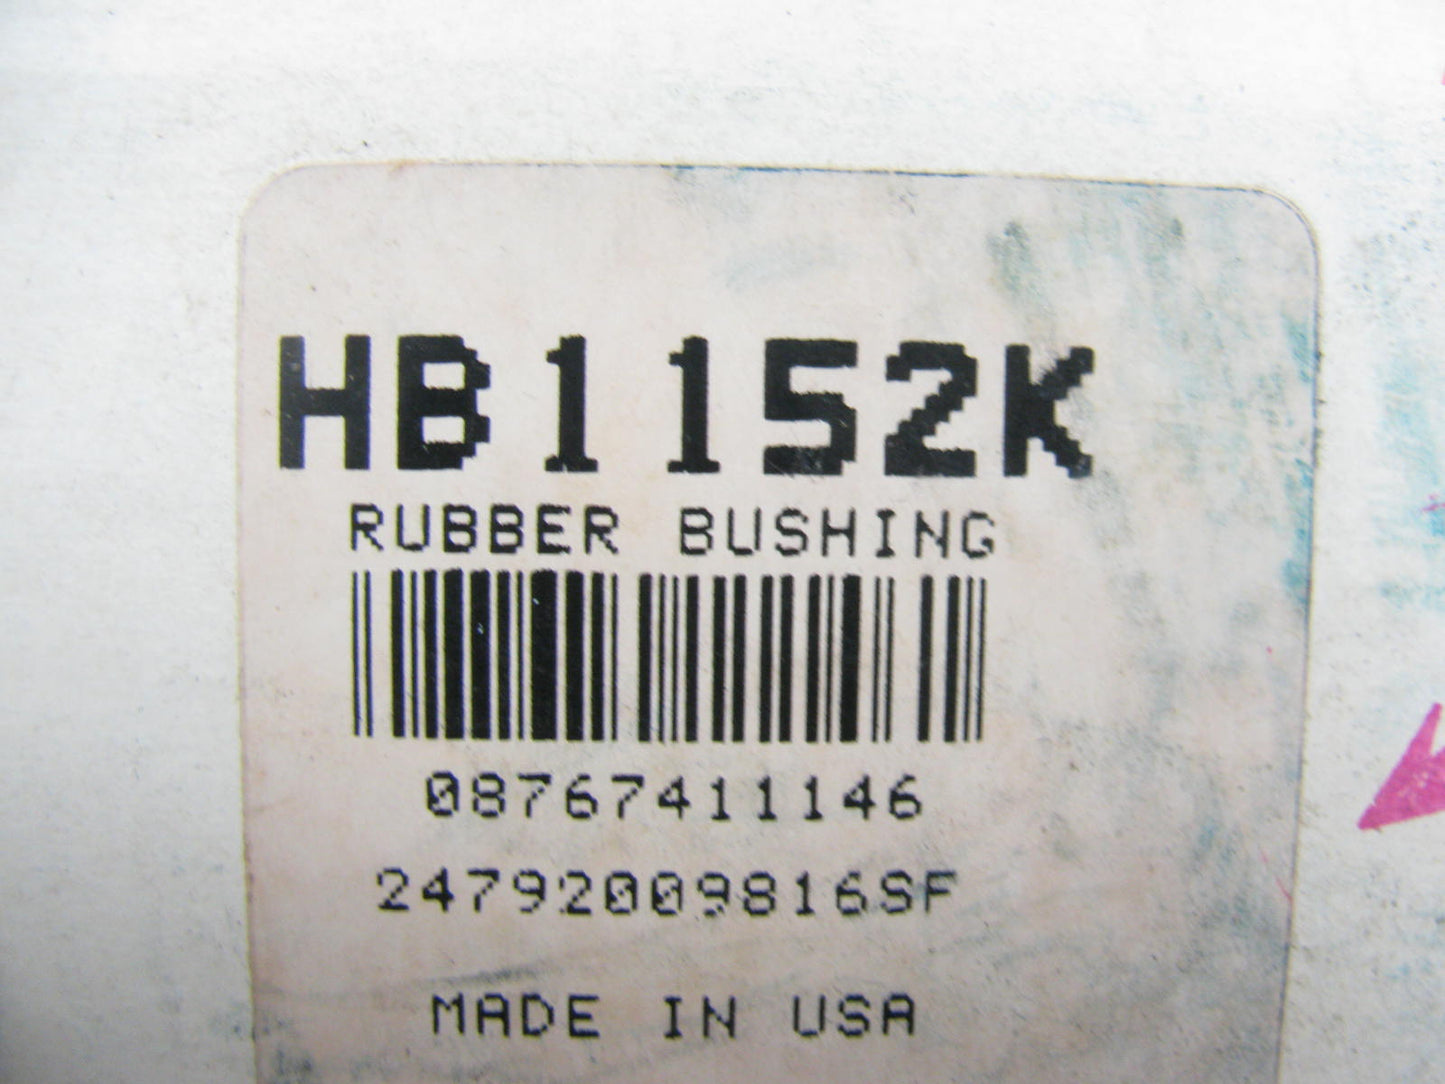 HB1152K
RUBBER BUSHING
08767411146
24792009816SF
MADE IN USA